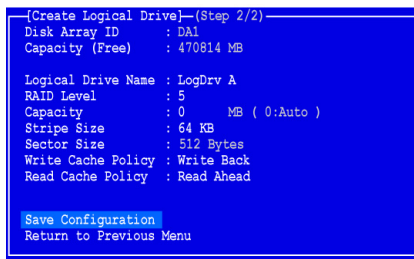 [Create Logical Drive]—(Step 2/2)
Disk Array ID : DA1
Capacity (Free) : 470814 MB
Logical Drive Name : LogDrv A
RAID Level : 5
Capacity : 0 MB ( 0:Auto )
Stripe Size : 64 KB
Sector Size : 512 Bytes
Write Cache Policy : Write Back
Read Cache Policy : Read Ahead
Save Configuration
Return to Previous Menu